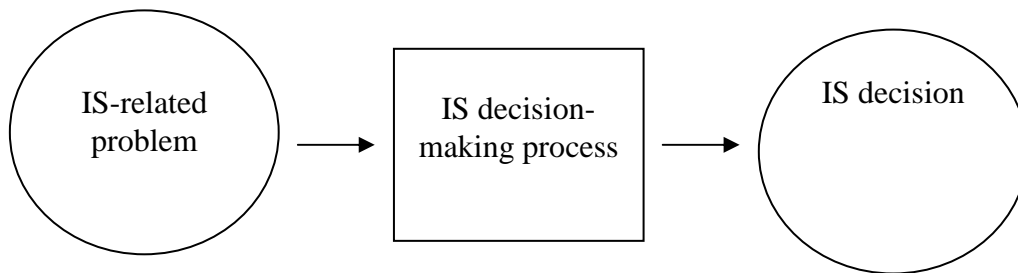 IS-related
problem
IS decision-
making process
IS decision